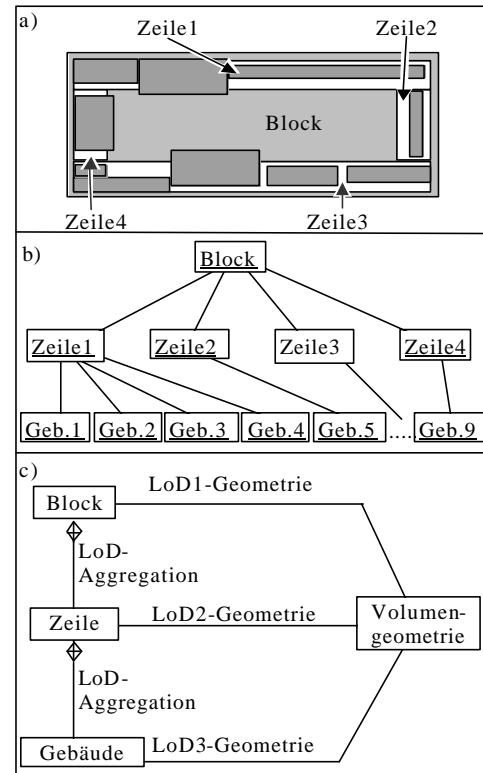 a)
Zeile1
Zeile2
Block
Zeile4
Zeile3
b)
Block
Zeile1
Zeile2
Zeile3
Zeile4
Geb.1
Geb.2
Geb.3
Geb.4
Geb.5
.....
Geb.9
c)
LoD1-Geometrie
Block
LoD-
Aggregation
Zeile
LoD2-Geometrie
Volumen-
geometrie
LoD-
Aggregation
Gebäude
LoD3-Geometrie